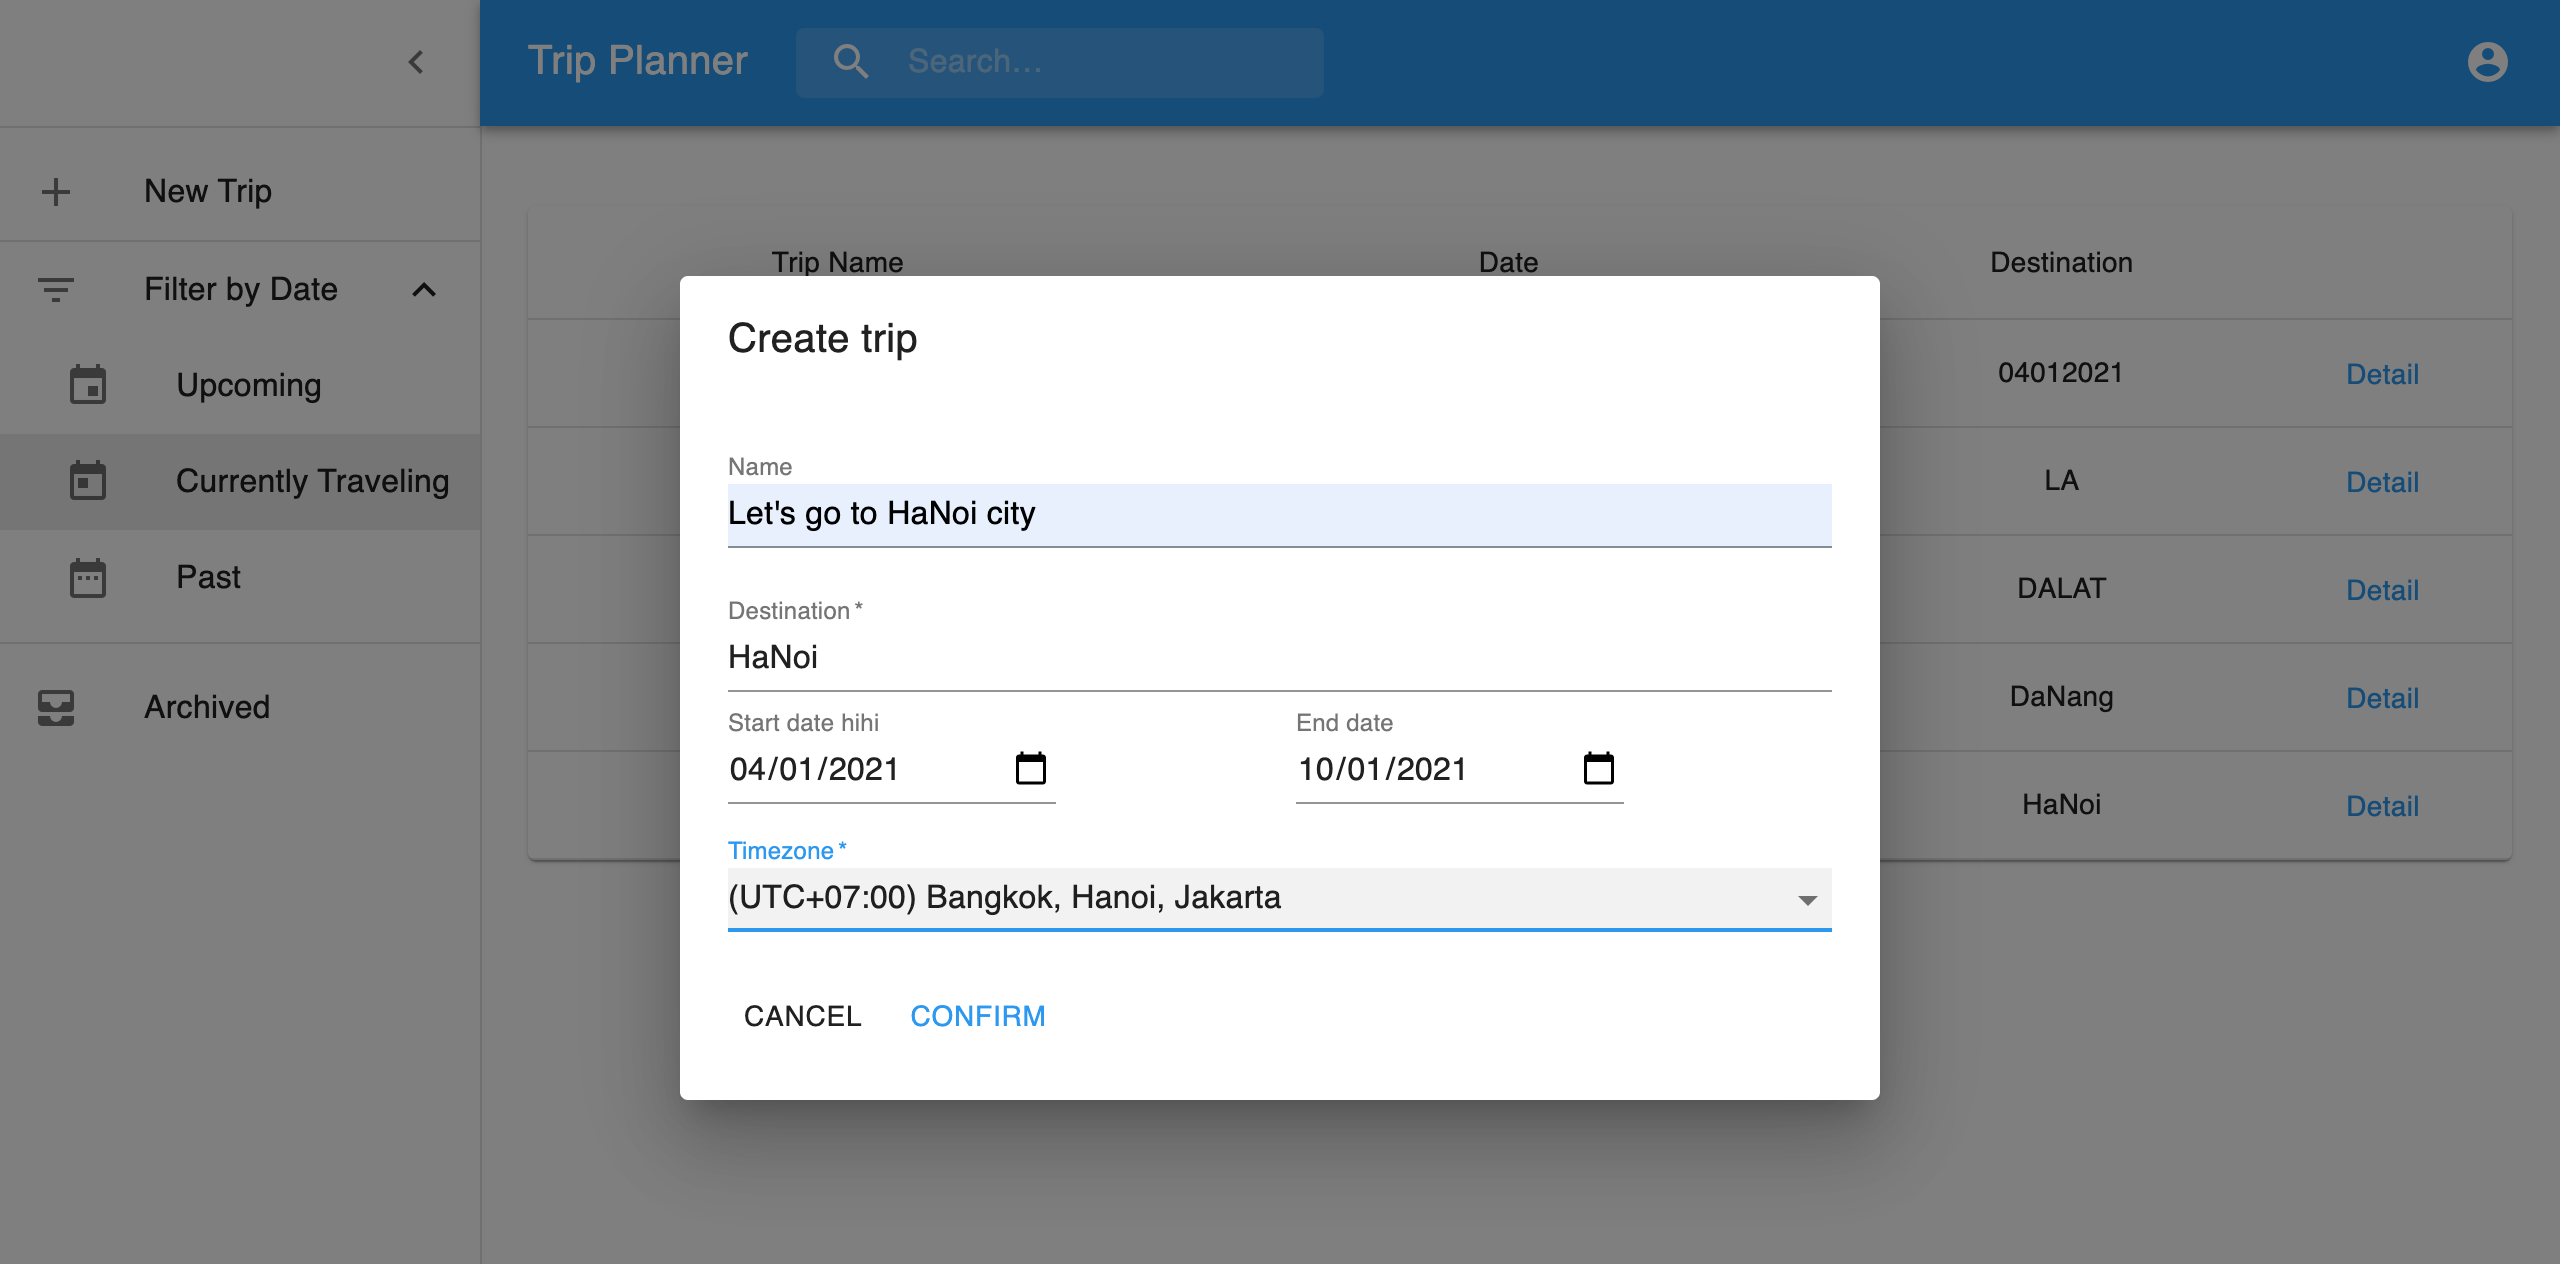 Trip Planner
Search...
New Trip
Filter by Date
Upcoming
Currently Traveling
Past
Archived
Trip Name Date Destination
04012021 Detail
LA Detail
DALAT Detail
DaNang Detail
HaNoi Detail
Create trip
Name
Let's go to HaNoi city
Destination *
HaNoi
Start date hihi End date
04/01/2021 10/01/2021
Timezone *
(UTC+07:00) Bangkok, Hanoi, Jakarta
CANCEL CONFIRM